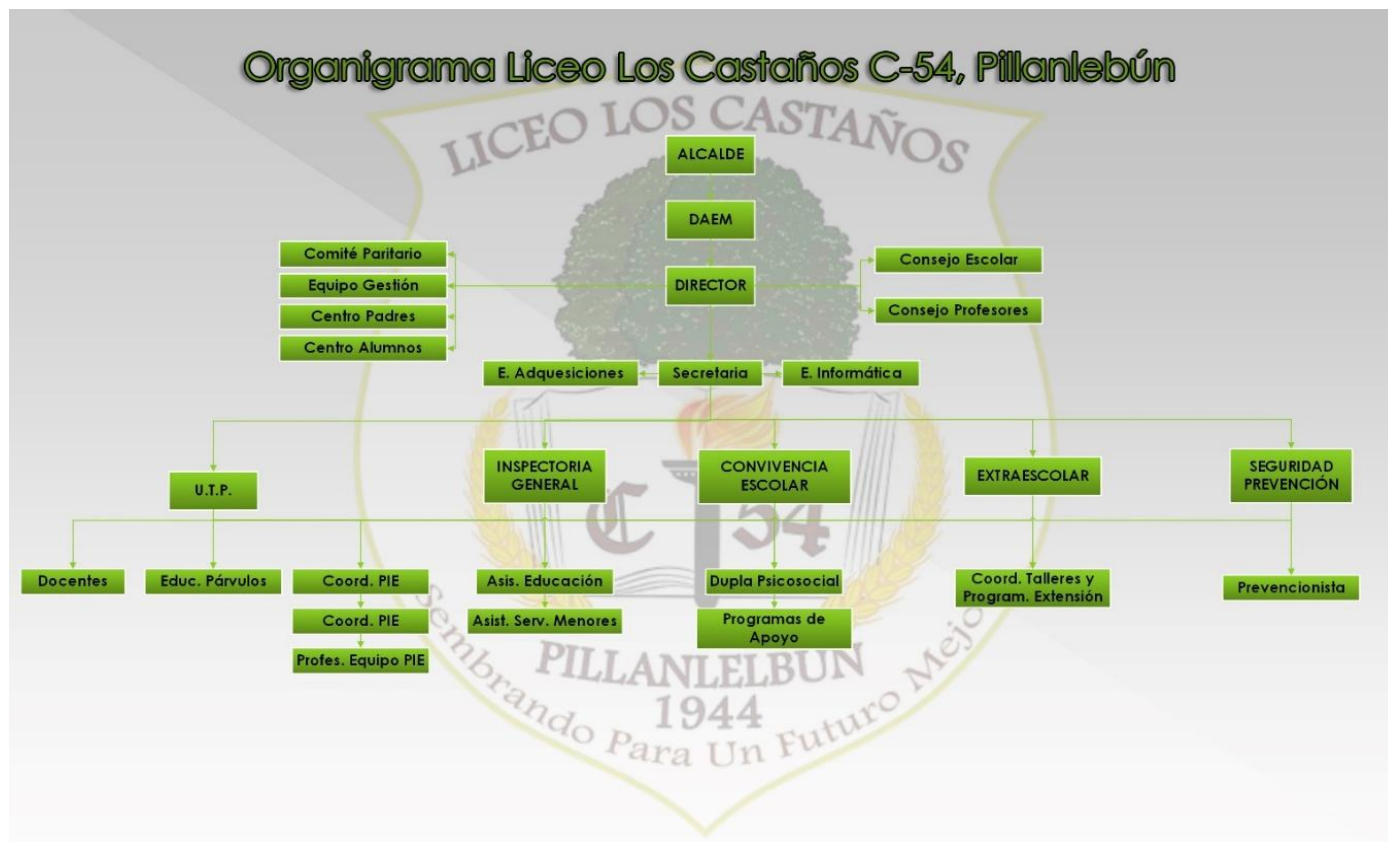 Organigrama Liceo Los Castaños C-54, Pillanlebún
LICEO LOS CASTAÑOS
ALCALDE
DAEM
DIRECTOR
Comité Paritario
Equipo Gestión
Centro Padres
Centro Alumnos
Consejo Escolar
Consejo Profesores
E. Adquesiciones
Secretaria
E. Informática
U.T.P.
INSPECTORIA
GENERAL
CONVIVENCIA
ESCOLAR
EXTRAESCOLAR
SEGURIDAD
PREVENCIÓN
C 54
Docentes
Educ. Párvulos
Coord. PIE
Coord. PIE
Profes. Equipo PIE
Asis. Educación
Asist. Serv. Menores
Dupla Psicosocial
Programas de
Apoyo
Coord. Talleres y
Program. Extensión
Prevencionista
PILLANLELBUN
1944
Sembrando Para Un Futuro Mejo